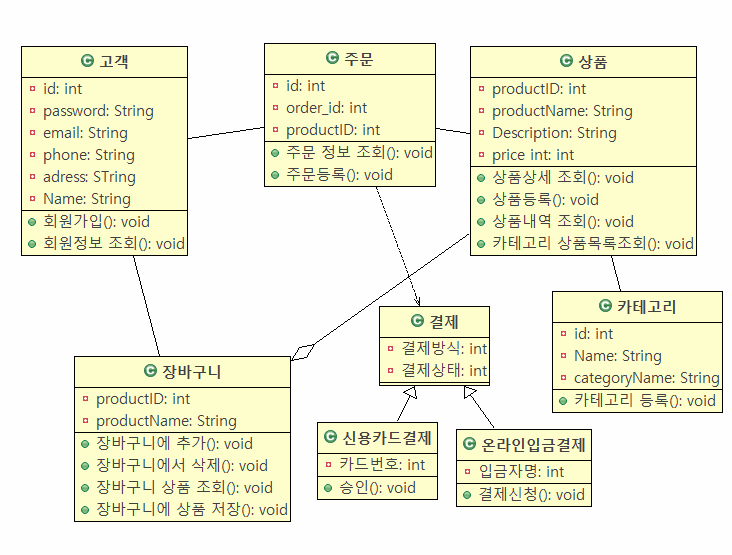 C 고객
id: int
password: String
email: String
phone: String
adress: STring
Name: String
회원가입(): void
회원정보 조회(): void
C 주문
id: int
order_id: int
productID: int
주문 정보 조회(): void
주문등록(): void
C 상품
productID: int
productName: String
Description: String
price int: int
상품상세 조회(): void
상품등록(): void
상품내역 조회(): void
카테고리 상품목록조회(): void
C 결제
결제방식: int
결제상태: int
C 카테고리
id: int
Name: String
categoryName: String
카테고리 등록(): void
C 장바구니
productID: int
productName: String
장바구니에 추가(): void
장바구니에서 삭제(): void
장바구니 상품 조회(): void
장바구니에 상품 저장(): void
C 신용카드결제
카드번호: int
승인(): void
C 온라인입금결제
입금자명: int
결제신청(): void